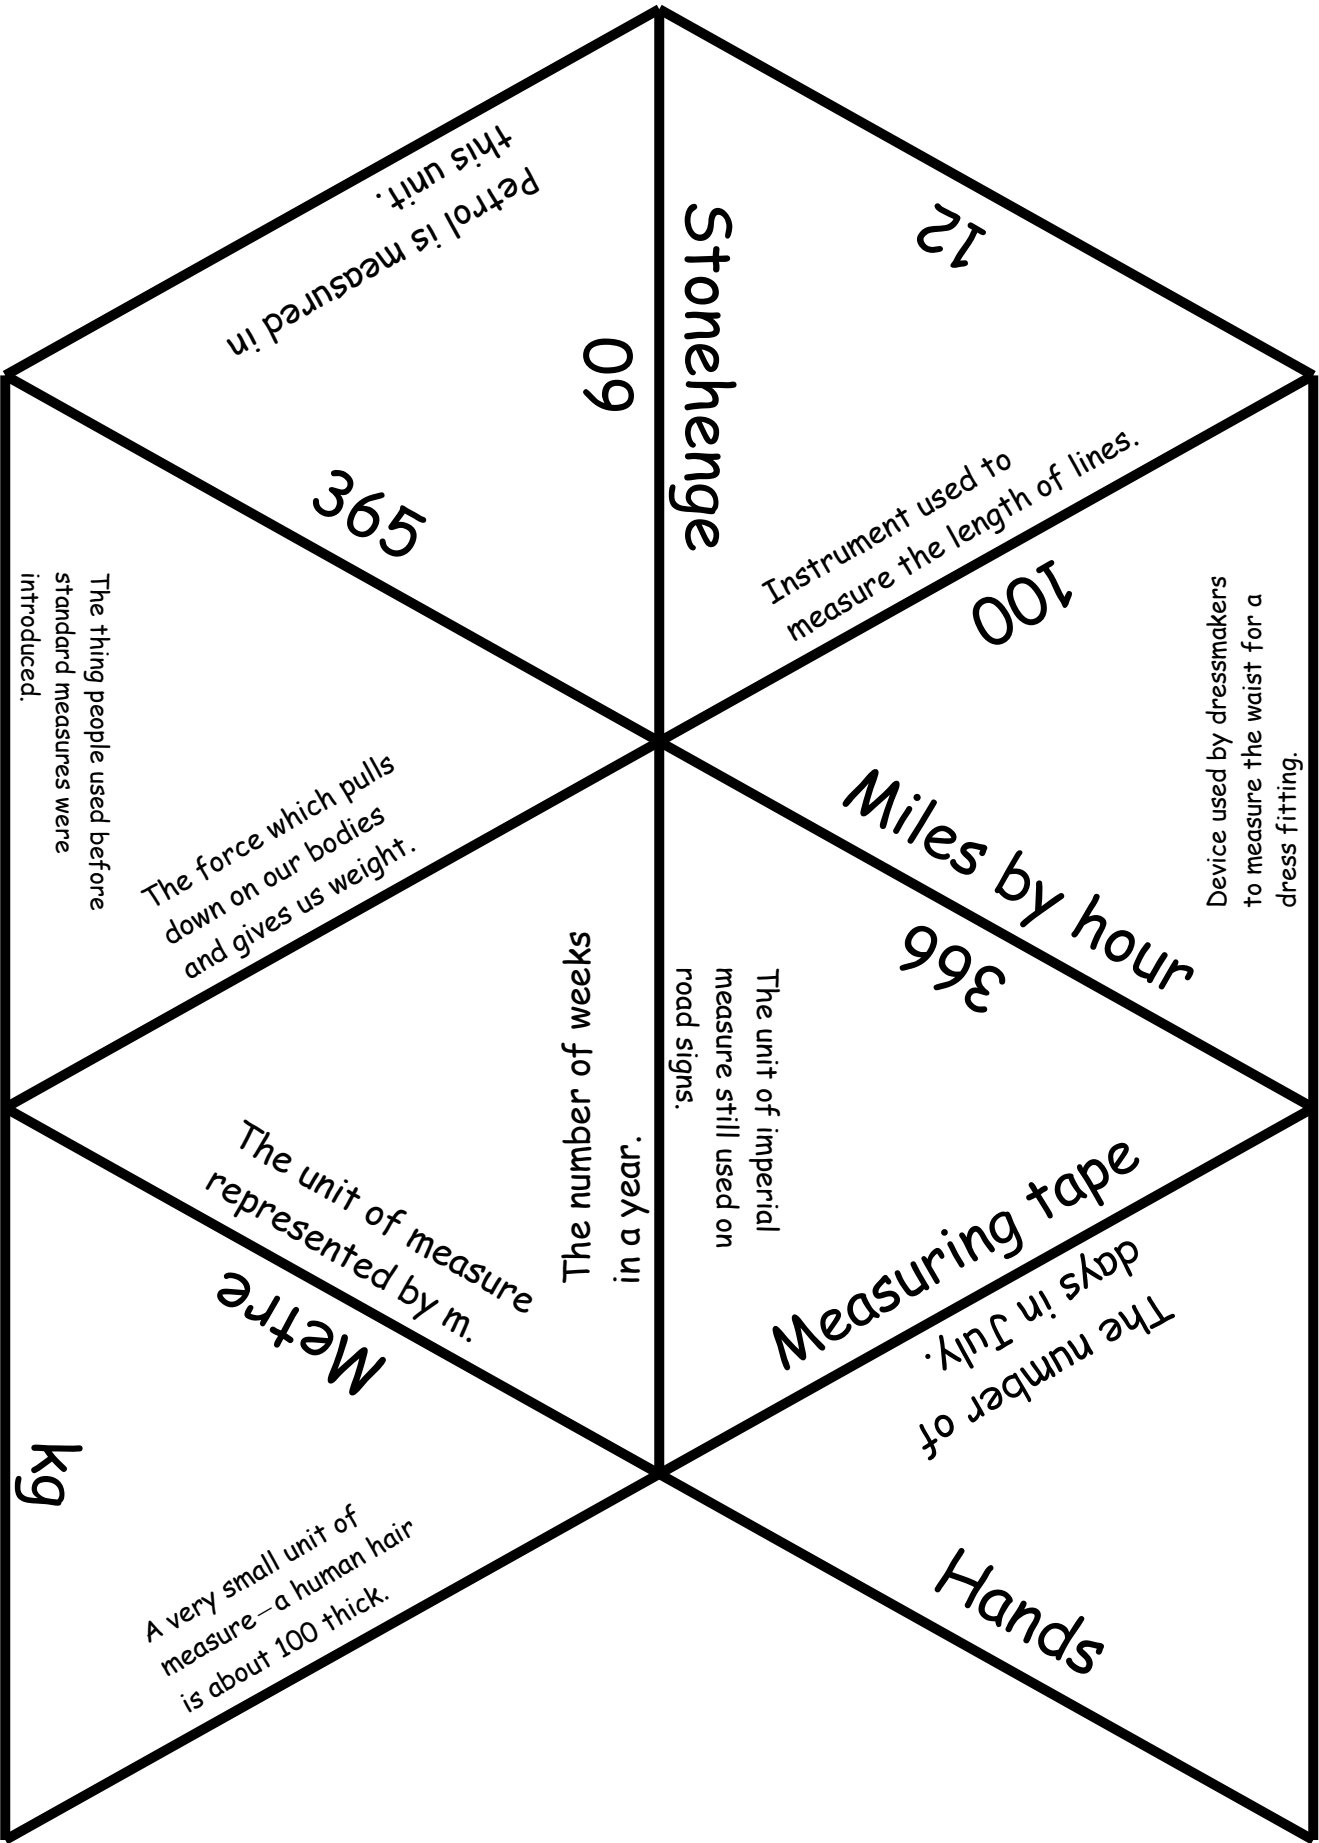 Petrol is measured in
this unit.
60
365
Stonehenge
12
Instrument used to
measure the length of lines.
100
Device used by dressmakers
to measure the waist for a
dress fitting.
Miles by hour
The thing people used before
standard measures were
introduced.
The force which pulls
down on our bodies
and gives us weight.
The number of weeks
in a year.
The unit of measure
represented by m.
366
The unit of imperial
measure still used on
road signs.
Measuring tape
Metre
kg
A very small unit of
measure—a human hair
is about 100 thick.
The number of
days in July.
Hands